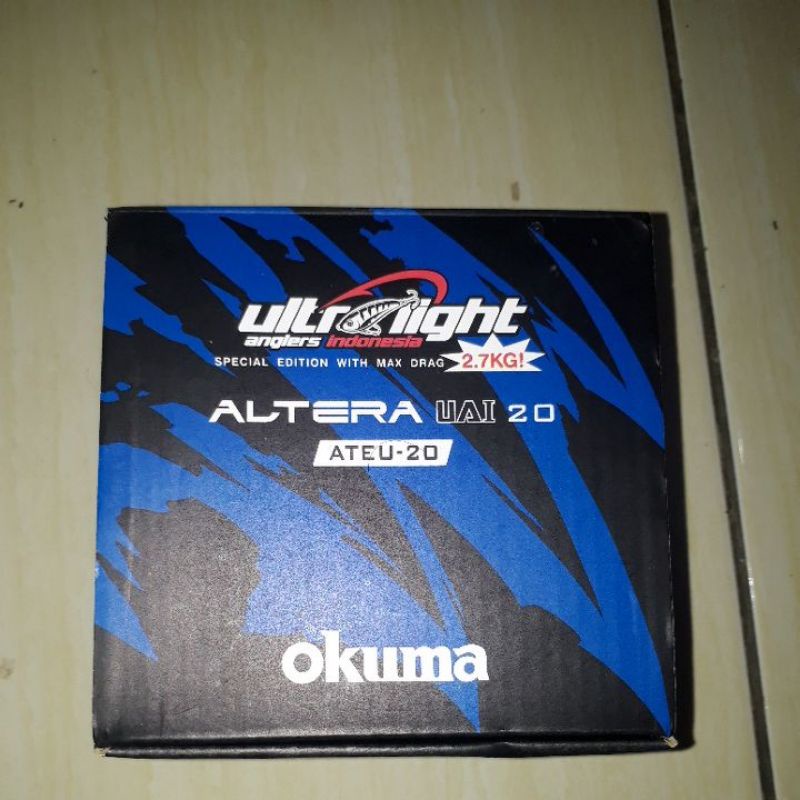 ultralight
anglers indonesia
SPECIAL EDITION WITH MAX DRAG 2.7KG!
ALTERA UAI 20
ATEU-20
okuma